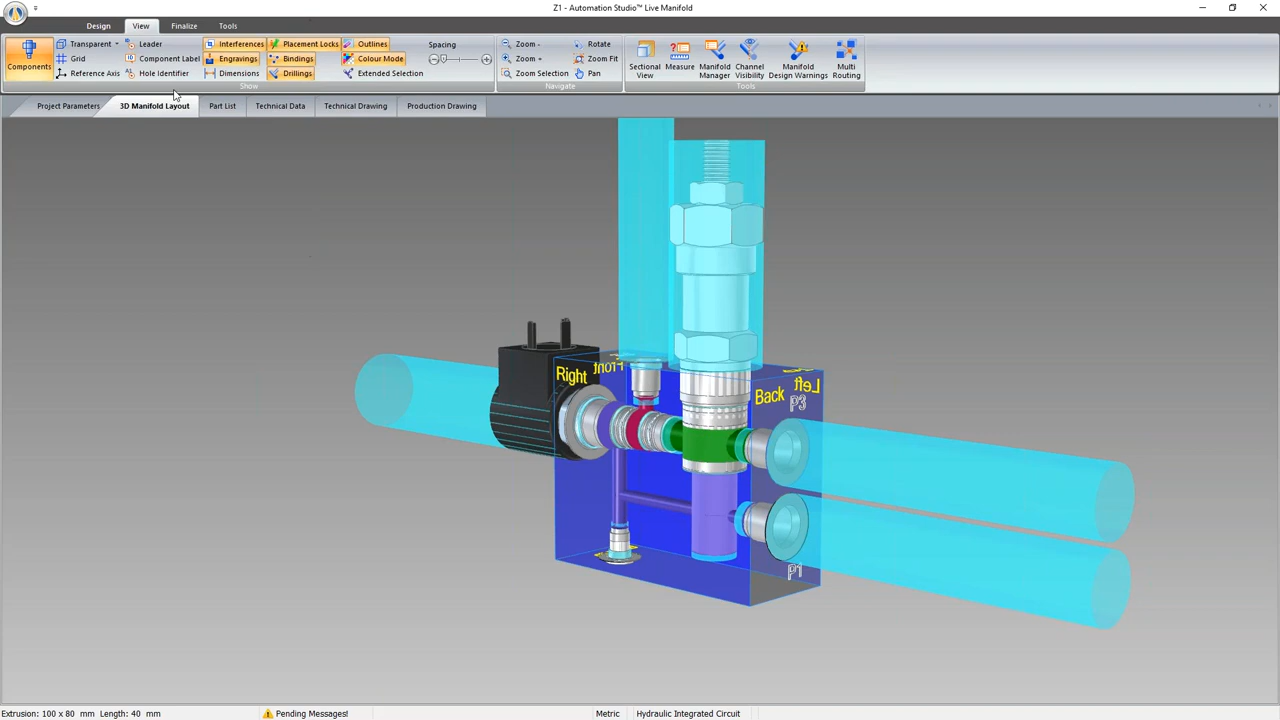 Z1 - Automation Studio™ Live Manifold
Design View Finalize Tools
Components
Transparent
Grid
Reference Axis
Leader
Component Label
Hole Identifier
Interferences
Engravings
Dimensions
Placement Locks
Bindings
Drillings
Outlines
Colour Mode
Extended Selection
Spacing
Show
Zoom -
Zoom +
Zoom Selection
Rotate
Zoom Fit
Pan
Navigate
Sectional View
Measure
Manifold Manager
Channel Visibility
Manifold Design Warnings
Multi Routing
Tools
Project Parameters 3D Manifold Layout Part List Technical Data Technical Drawing Production Drawing
Right
Front
Back
Left
P3
P1
Extrusion: 100 x 80 mm Length: 40 mm Pending Messages! Metric Hydraulic Integrated Circuit